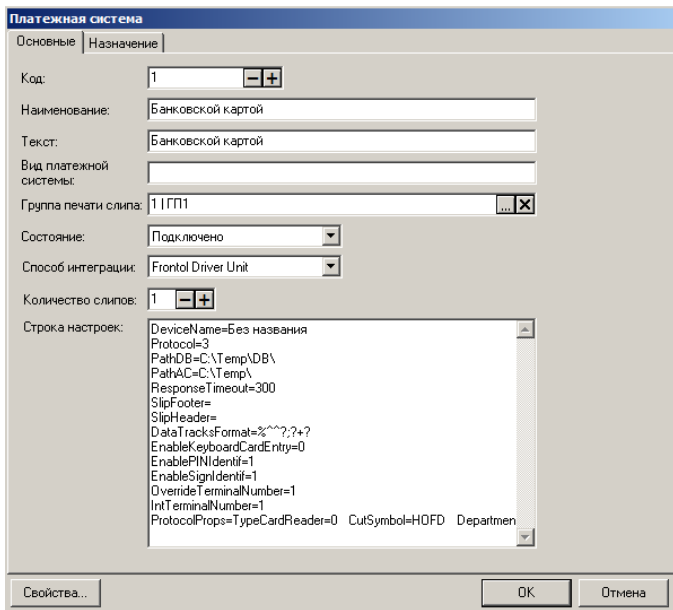 Платежная система
Основные Назначение
Код: 1
Наименование: Банковской картой
Текст: Банковской картой
Вид платежной
системы:
Группа печати слипа: 1 | ГП1 ...
Состояние: Подключено
Способ интеграции: Frontol Driver Unit
Количество слипов: 1
Строка настроек: DeviceName=Без названия
Protocol=3
PathDB=C:\Temp\DB\
PathAC=C:\Temp\
ResponseTimeout=300
SlipFooter=
SlipHeader=
DataTracksFormat=%^^?;?+?
EnableKeyboardCardEntry=0
EnablePINIdentif=1
EnableSignIdentif=1
OverrideTerminalNumber=1
IntTerminalNumber=1
ProtocolProps=TypeCardReader=0 CutSymbol=HOFD Departmen
Свойства... OK Отмена